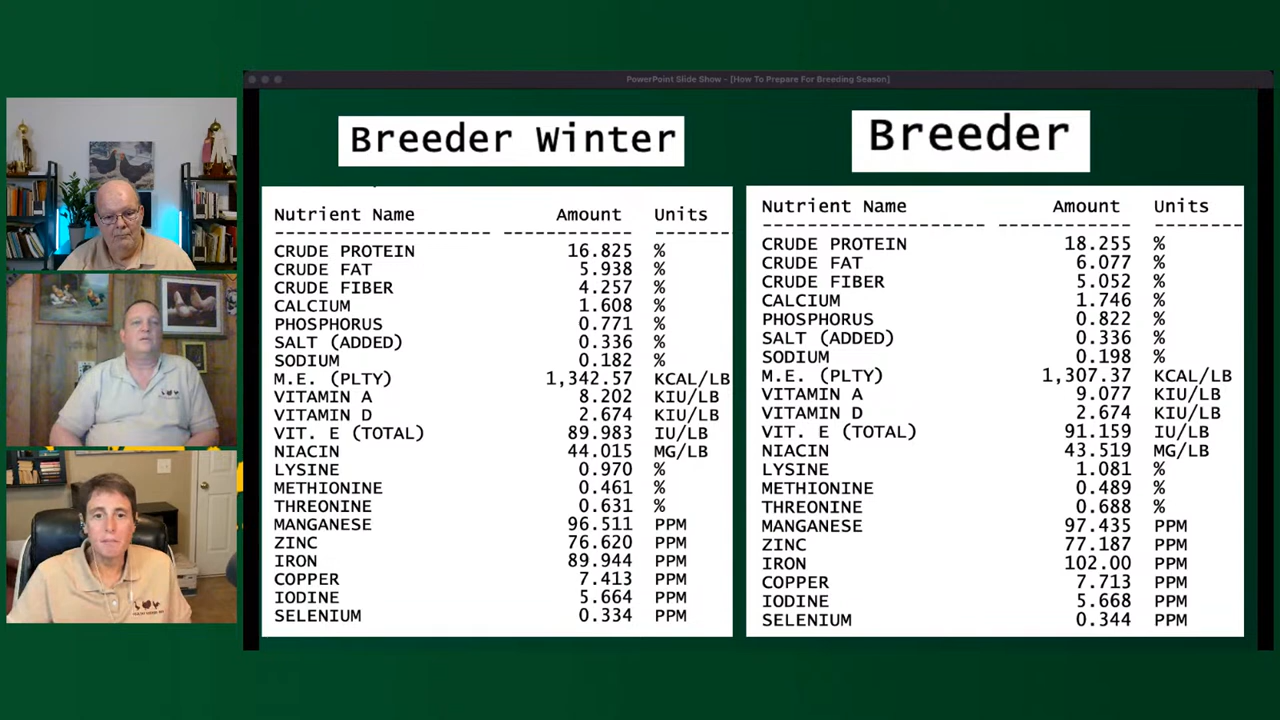 PowerPoint Slide Show - [How To Prepare For Breeding Season]
Breeder Winter
Nutrient Name Amount Units
-------------------- ------------ -------
CRUDE PROTEIN 16.825 %
CRUDE FAT 5.938 %
CRUDE FIBER 4.257 %
CALCIUM 1.608 %
PHOSPHORUS 0.771 %
SALT (ADDED) 0.336 %
SODIUM 0.182 %
M.E. (PLTY) 1,342.57 KCAL/LB
VITAMIN A 8.202 KIU/LB
VITAMIN D 2.674 KIU/LB
VIT. E (TOTAL) 89.983 IU/LB
NIACIN 44.015 MG/LB
LYSINE 0.970 %
METHIONINE 0.461 %
THREONINE 0.631 %
MANGANESE 96.511 PPM
ZINC 76.620 PPM
IRON 89.944 PPM
COPPER 7.413 PPM
IODINE 5.664 PPM
SELENIUM 0.334 PPM
Breeder
Nutrient Name Amount Units
-------------------- ------------ --------
CRUDE PROTEIN 18.255 %
CRUDE FAT 6.077 %
CRUDE FIBER 5.052 %
CALCIUM 1.746 %
PHOSPHORUS 0.822 %
SALT (ADDED) 0.336 %
SODIUM 0.198 %
M.E. (PLTY) 1,307.37 KCAL/LB
VITAMIN A 9.077 KIU/LB
VITAMIN D 2.674 KIU/LB
VIT. E (TOTAL) 91.159 IU/LB
NIACIN 43.519 MG/LB
LYSINE 1.081 %
METHIONINE 0.489 %
THREONINE 0.688 %
MANGANESE 97.435 PPM
ZINC 77.187 PPM
IRON 102.00 PPM
COPPER 7.713 PPM
IODINE 5.668 PPM
SELENIUM 0.344 PPM